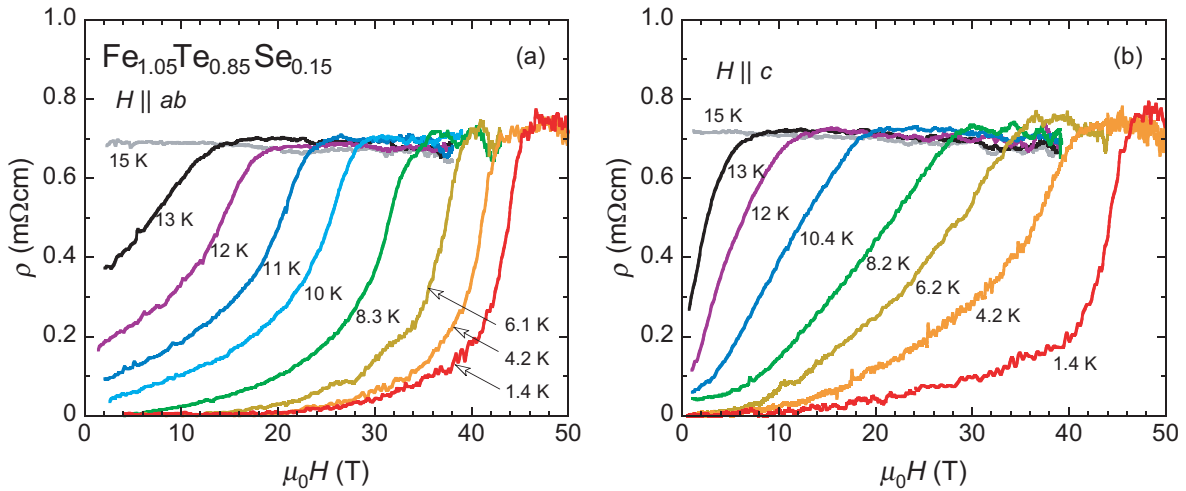 1.0
0.8
0.6
0.4
0.2
0
ρ (mΩcm)
Fe1.05Te0.85Se0.15
(a)
H || ab
15 K
13 K
12 K
11 K
10 K
8.3 K
6.1 K
4.2 K
1.4 K
0 10 20 30 40 50
μ0H (T)
1.0
0.8
0.6
0.4
0.2
0
ρ (mΩcm)
(b)
H || c
15 K
13 K
12 K
10.4 K
8.2 K
6.2 K
4.2 K
1.4 K
0 10 20 30 40 50
μ0H (T)